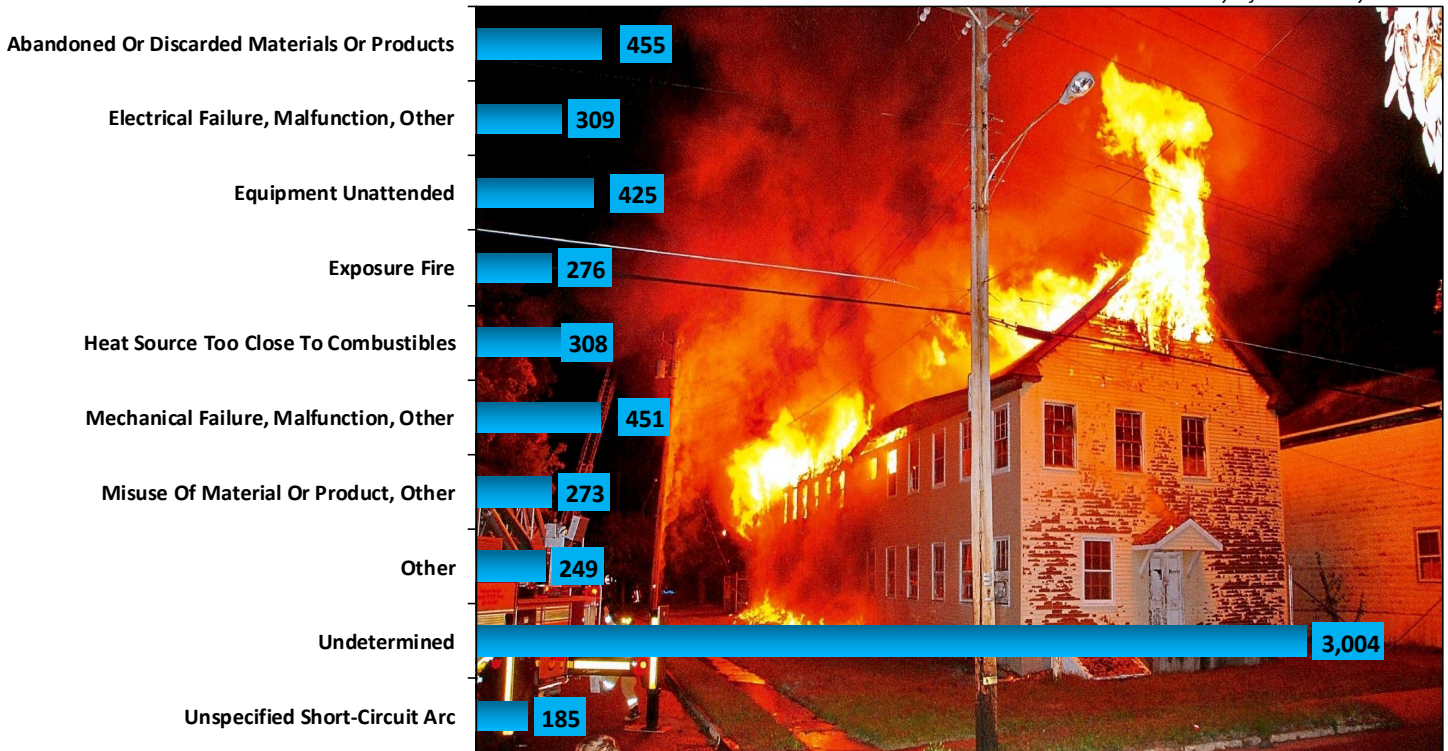 Abandoned Or Discarded Materials Or Products 455
Electrical Failure, Malfunction, Other 309
Equipment Unattended 425
Exposure Fire 276
Heat Source Too Close To Combustibles 308
Mechanical Failure, Malfunction, Other 451
Misuse Of Material Or Product, Other 273
Other 249
Undetermined 3,004
Unspecified Short-Circuit Arc 185